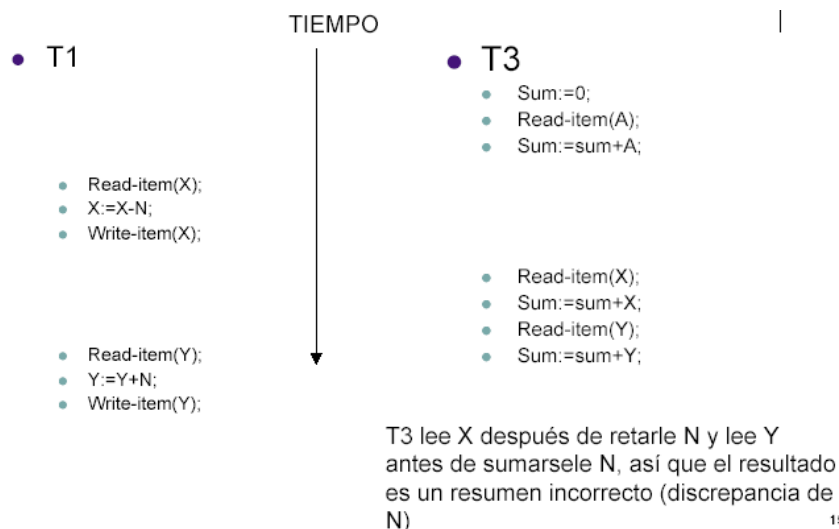 TIEMPO
T1
Read-item(X);
X:=X-N;
Write-item(X);
Read-item(Y);
Y:=Y+N;
Write-item(Y);
T3
Sum:=0;
Read-item(A);
Sum:=sum+A;
Read-item(X);
Sum:=sum+X;
Read-item(Y);
Sum:=sum+Y;
T3 lee X después de retarle N y lee Y
antes de sumarsele N, así que el resultado
es un resumen incorrecto (discrepancia de
N)